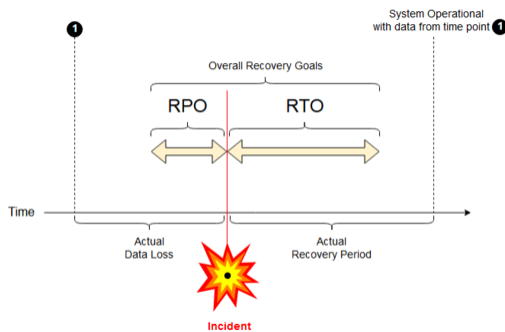 1
System Operational
with data from time point 1
Overall Recovery Goals
RPO
RTO
Time
Actual
Data Loss
Actual
Recovery Period
Incident